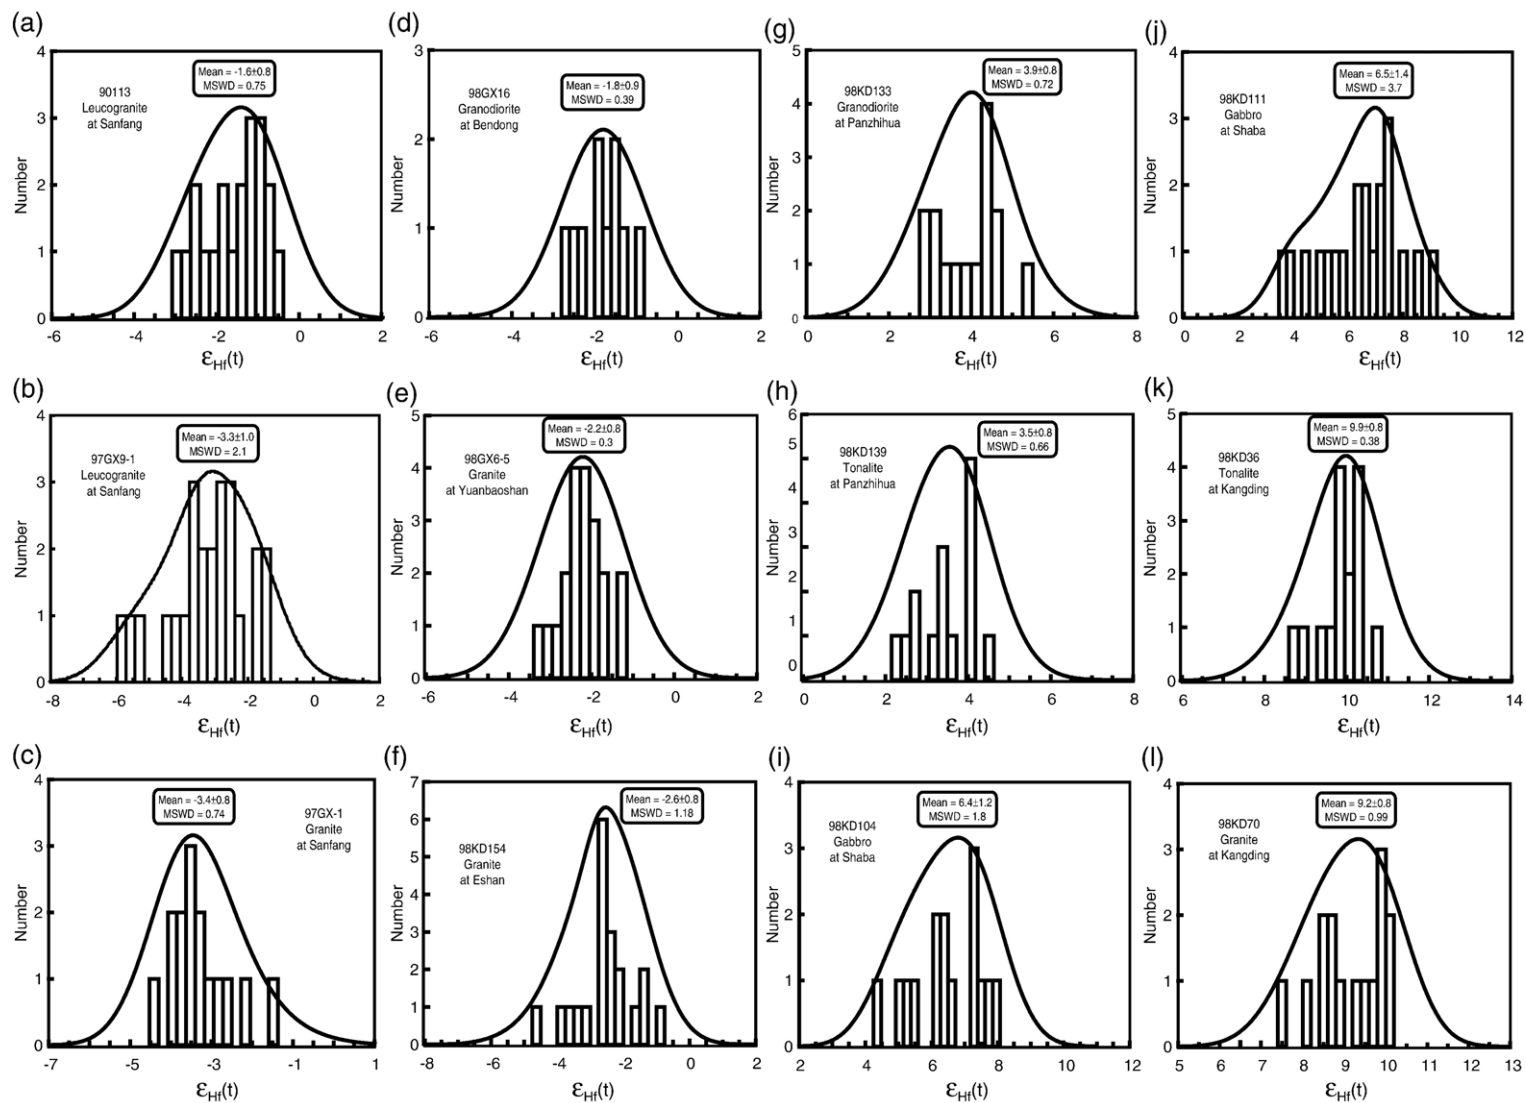 (a)
4
3
2
1
0
Number
90113
Leucogranite
at Sanfang
Mean = -1.6±0.8
MSWD = 0.75
-6 -4 -2 0 2
εHf(t)
(d)
3
2
1
0
Number
98GX16
Granodiorite
at Bendong
Mean = -1.8±0.9
MSWD = 0.39
-6 -4 -2 0 2
εHf(t)
(g)
5
4
3
2
1
0
Number
98KD133
Granodiorite
at Panzhihua
Mean = 3.9±0.8
MSWD = 0.72
0 2 4 6 8
εHf(t)
(j)
4
3
2
1
0
Number
98KD111
Gabbro
at Shaba
Mean = 6.5±1.4
MSWD = 3.7
0 2 4 6 8 10 12
εHf(t)
(b)
4
3
2
1
0
Number
97GX9-1
Leucogranite
at Sanfang
Mean = -3.3±1.0
MSWD = 2.1
-8 -6 -4 -2 0 2
εHf(t)
(e)
5
4
3
2
1
0
Number
98GX6-5
Granite
at Yuanbaoshan
Mean = -2.2±0.8
MSWD = 0.3
-6 -4 -2 0 2
εHf(t)
(h)
6
5
4
3
2
1
0
Number
98KD139
Tonalite
at Panzhihua
Mean = 3.5±0.8
MSWD = 0.66
0 2 4 6 8
εHf(t)
(k)
5
4
3
2
1
0
Number
98KD36
Tonalite
at Kangding
Mean = 9.9±0.8
MSWD = 0.38
6 8 10 12 14
εHf(t)
(c)
4
3
2
1
0
Number
97GX-1
Granite
at Sanfang
Mean = -3.4±0.8
MSWD = 0.74
-7 -5 -3 -1 1
εHf(t)
(f)
7
6
5
4
3
2
1
0
Number
98KD154
Granite
at Eshan
Mean = -2.6±0.8
MSWD = 1.18
-8 -6 -4 -2 0 2
εHf(t)
(i)
4
3
2
1
0
Number
98KD104
Gabbro
at Shaba
Mean = 6.4±1.2
MSWD = 1.8
2 4 6 8 10 12
εHf(t)
(l)
4
3
2
1
0
Number
98KD70
Granite
at Kangding
Mean = 9.2±0.8
MSWD = 0.99
5 6 7 8 9 10 11 12 13
εHf(t)